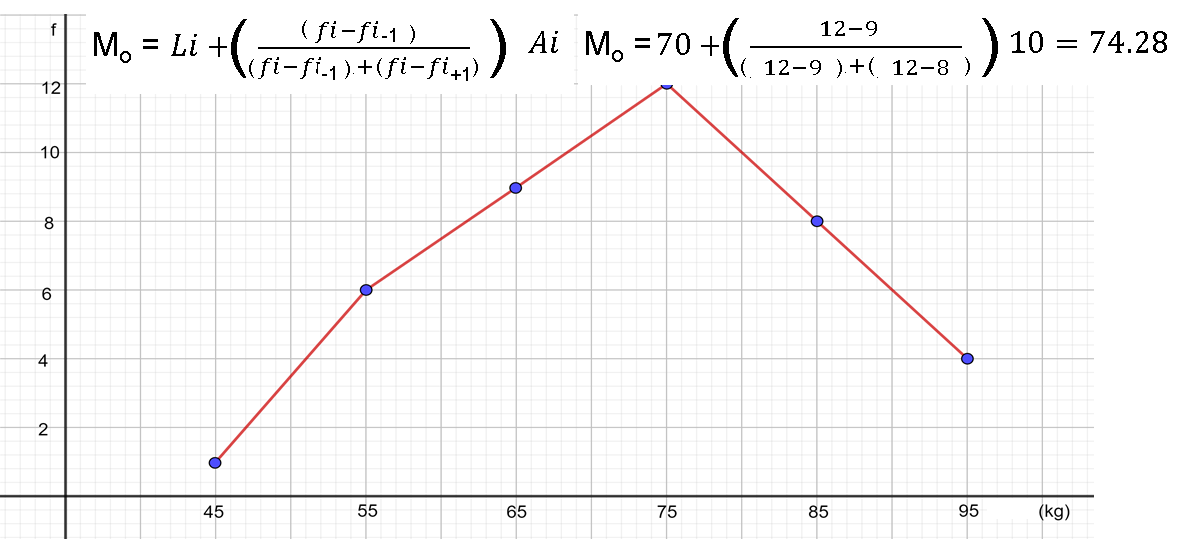 f
Mo = Li + ( (fi−fi-1) / (fi−fi-1).+(fi−fi+1) ) Ai Mo = 70 + ( 12−9 / ( 12−9 ).+( 12−8 ) ) 10 = 74.28
12
10
8
6
4
2
45 55 65 75 85 95 (kg)